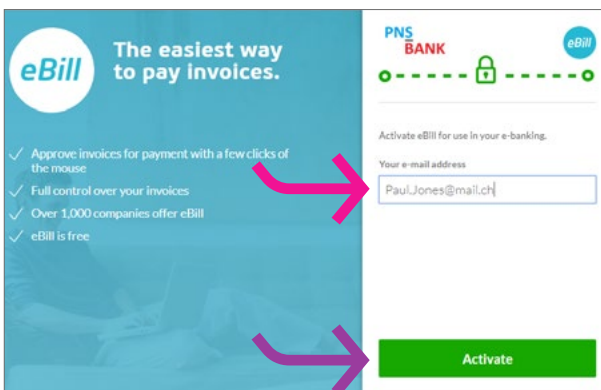 eBill
The easiest way
to pay invoices.
Approve invoices for payment with a few clicks of
the mouse
Full control over your invoices
Over 1,000 companies offer eBill
eBill is free
PNS
BANK
eBill
Activate eBill for use in your e-banking.
Your e-mail address
Paul.Jones@mail.ch
Activate